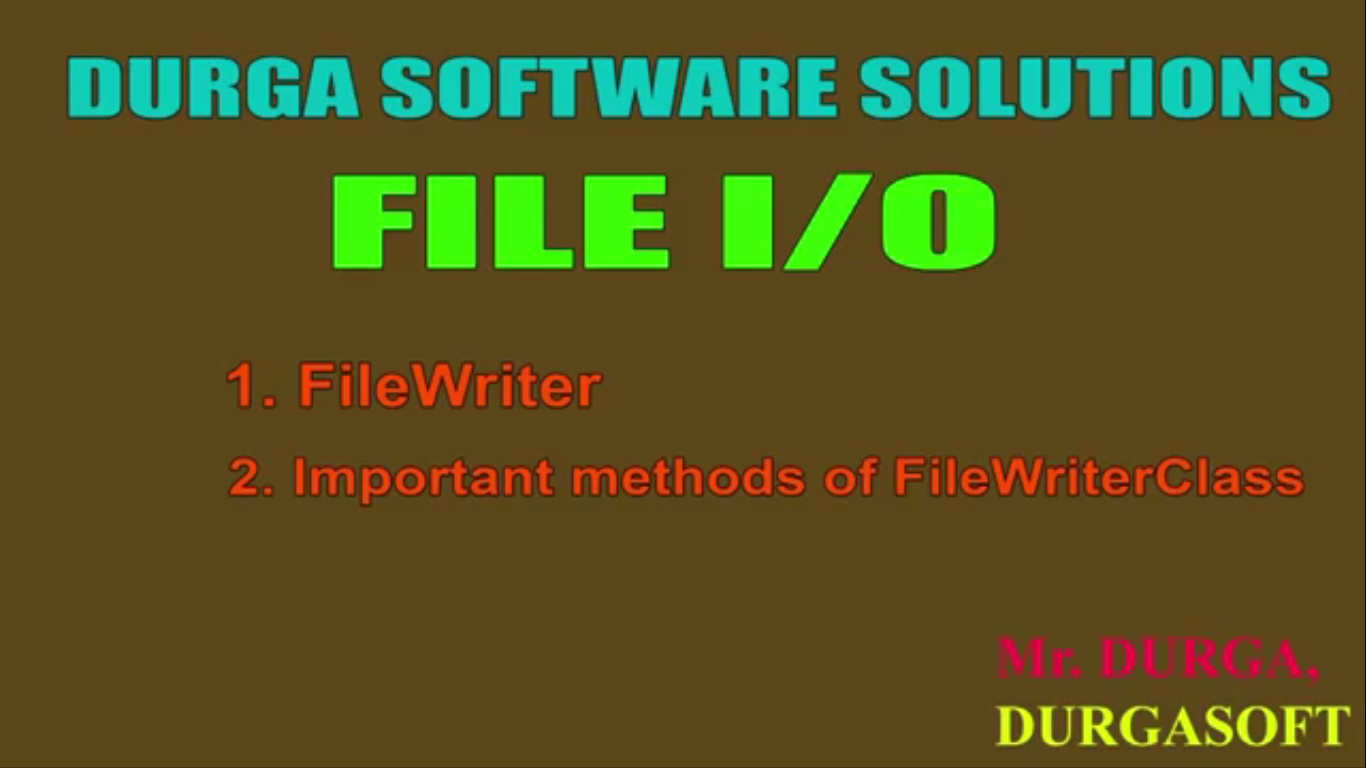 DURGA SOFTWARE SOLUTIONS
FILE I/O
1. FileWriter
2. Important methods of FileWriterClass
Mr. DURGA,
DURGASOFT